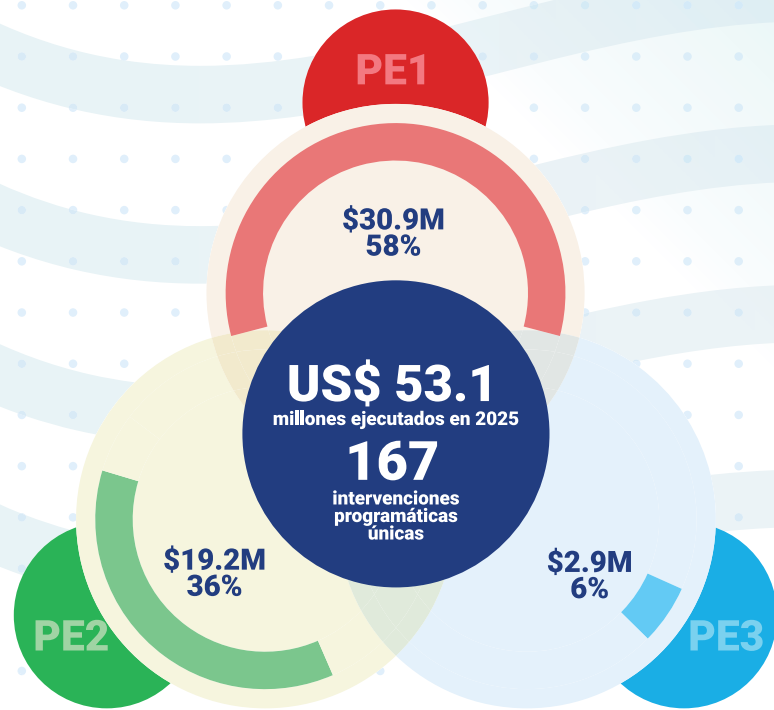 PE1
$30.9M
58%
US$ 53.1
millones ejecutados en 2025
167
intervenciones
programáticas
únicas
$19.2M
36%
$2.9M
6%
PE2
PE3